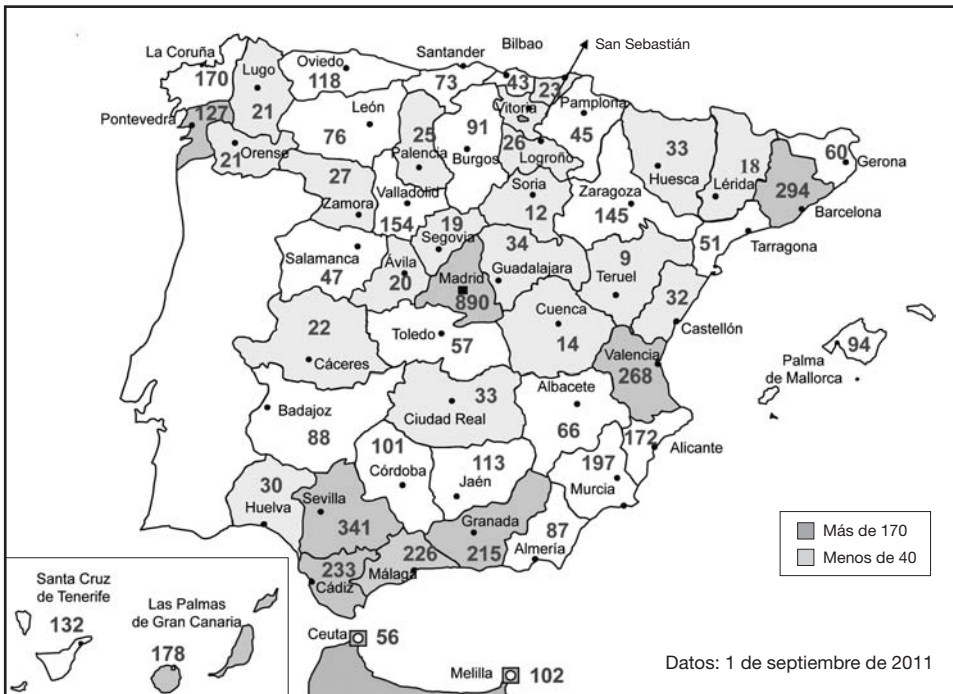 La Coruña
170
Lugo
21
Oviedo
118
Santander
73
Bilbao
43
San Sebastián
23
Vitoria
Pamplona
45
Pontevedra
127
Orense
21
León
76
Palencia
25
Burgos
91
Logroño
26
Huesca
33
Lérida
18
Gerona
60
Barcelona
294
Zamora
27
Valladolid
154
Soria
12
Zaragoza
145
Tarragona
51
Segovia
19
Salamanca
47
Ávila
20
Madrid
890
Guadalajara
34
Teruel
9
Castellón
32
Cáceres
22
Toledo
57
Cuenca
14
Valencia
268
Palma
de Mallorca
94
Badajoz
88
Ciudad Real
33
Albacete
66
Alicante
172
Córdoba
101
Jaén
113
Murcia
197
Huelva
30
Sevilla
341
Granada
215
Almería
87
Cádiz
233
Málaga
226
Más de 170
Menos de 40
Santa Cruz
de Tenerife
132
Las Palmas
de Gran Canaria
178
Ceuta
56
Melilla
102
Datos: 1 de septiembre de 2011